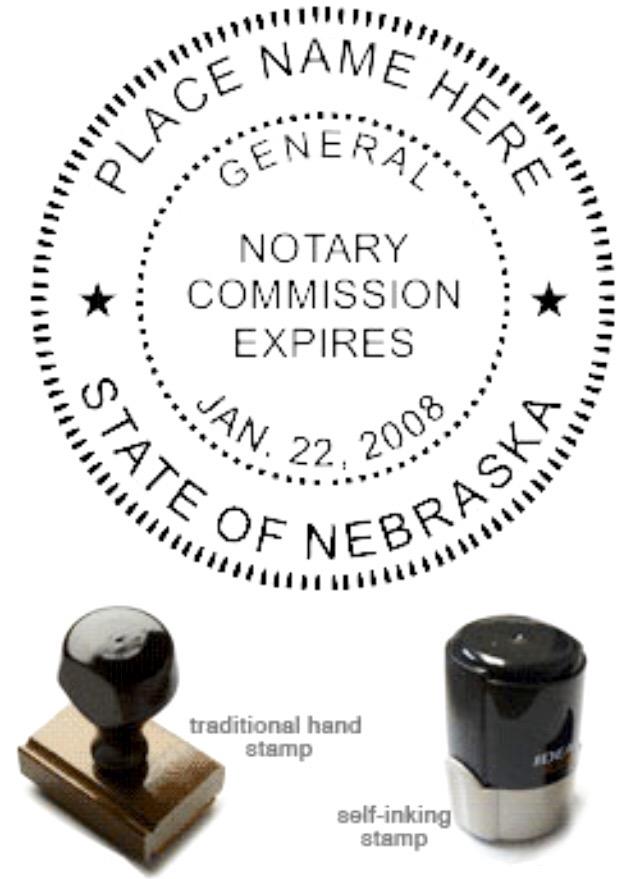 PLACE NAME HERE
GENERAL
NOTARY
COMMISSION
EXPIRES
JAN. 22, 2008
STATE OF NEBRASKA
traditional hand
stamp
self-inking
stamp